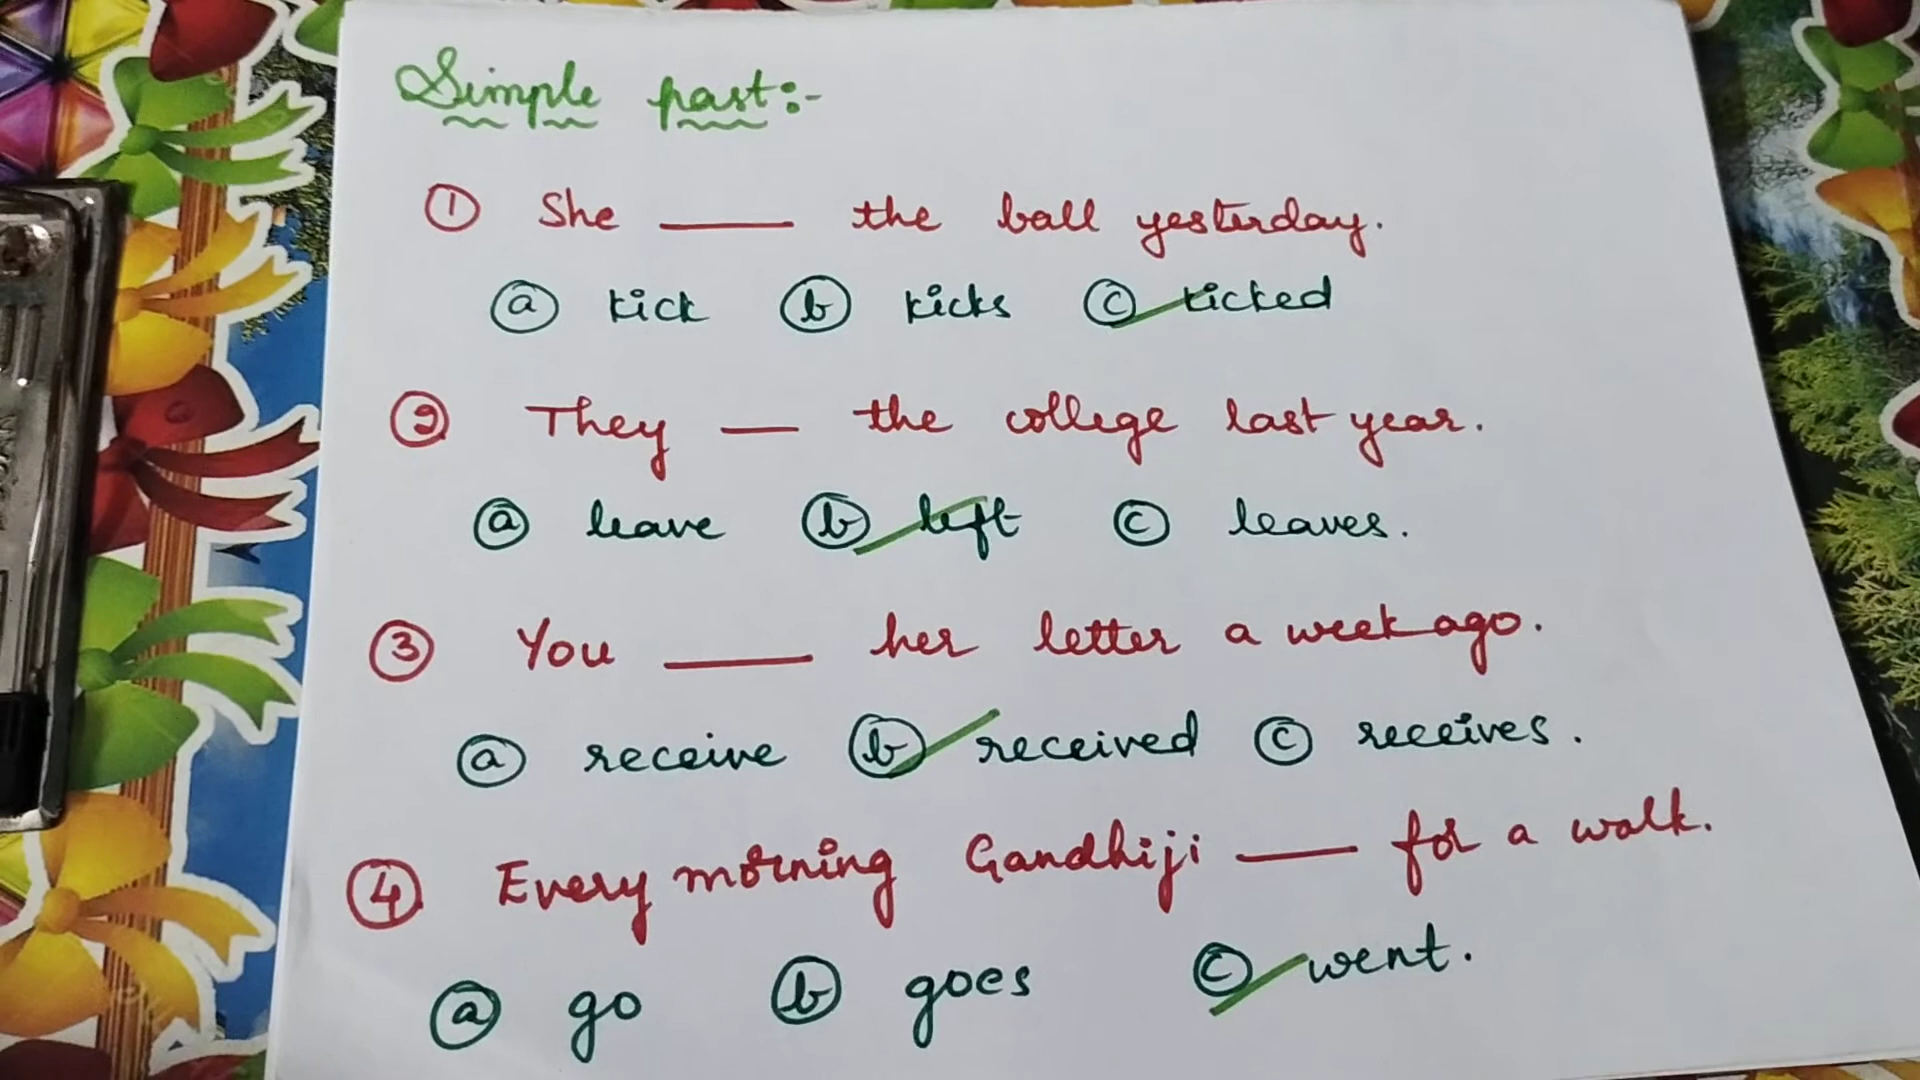 Simple past:-
① She ____ the ball yesterday.
ⓐ kick ⓑ kicks ⓒ kicked
② They ___ the college last year.
ⓐ leave ⓑ left ⓒ leaves.
③ You ____ her letter a week ago.
ⓐ receive ⓑ received ⓒ receives.
④ Every morning Gandhiji ____ for a walk.
ⓐ go ⓑ goes ⓒ went.